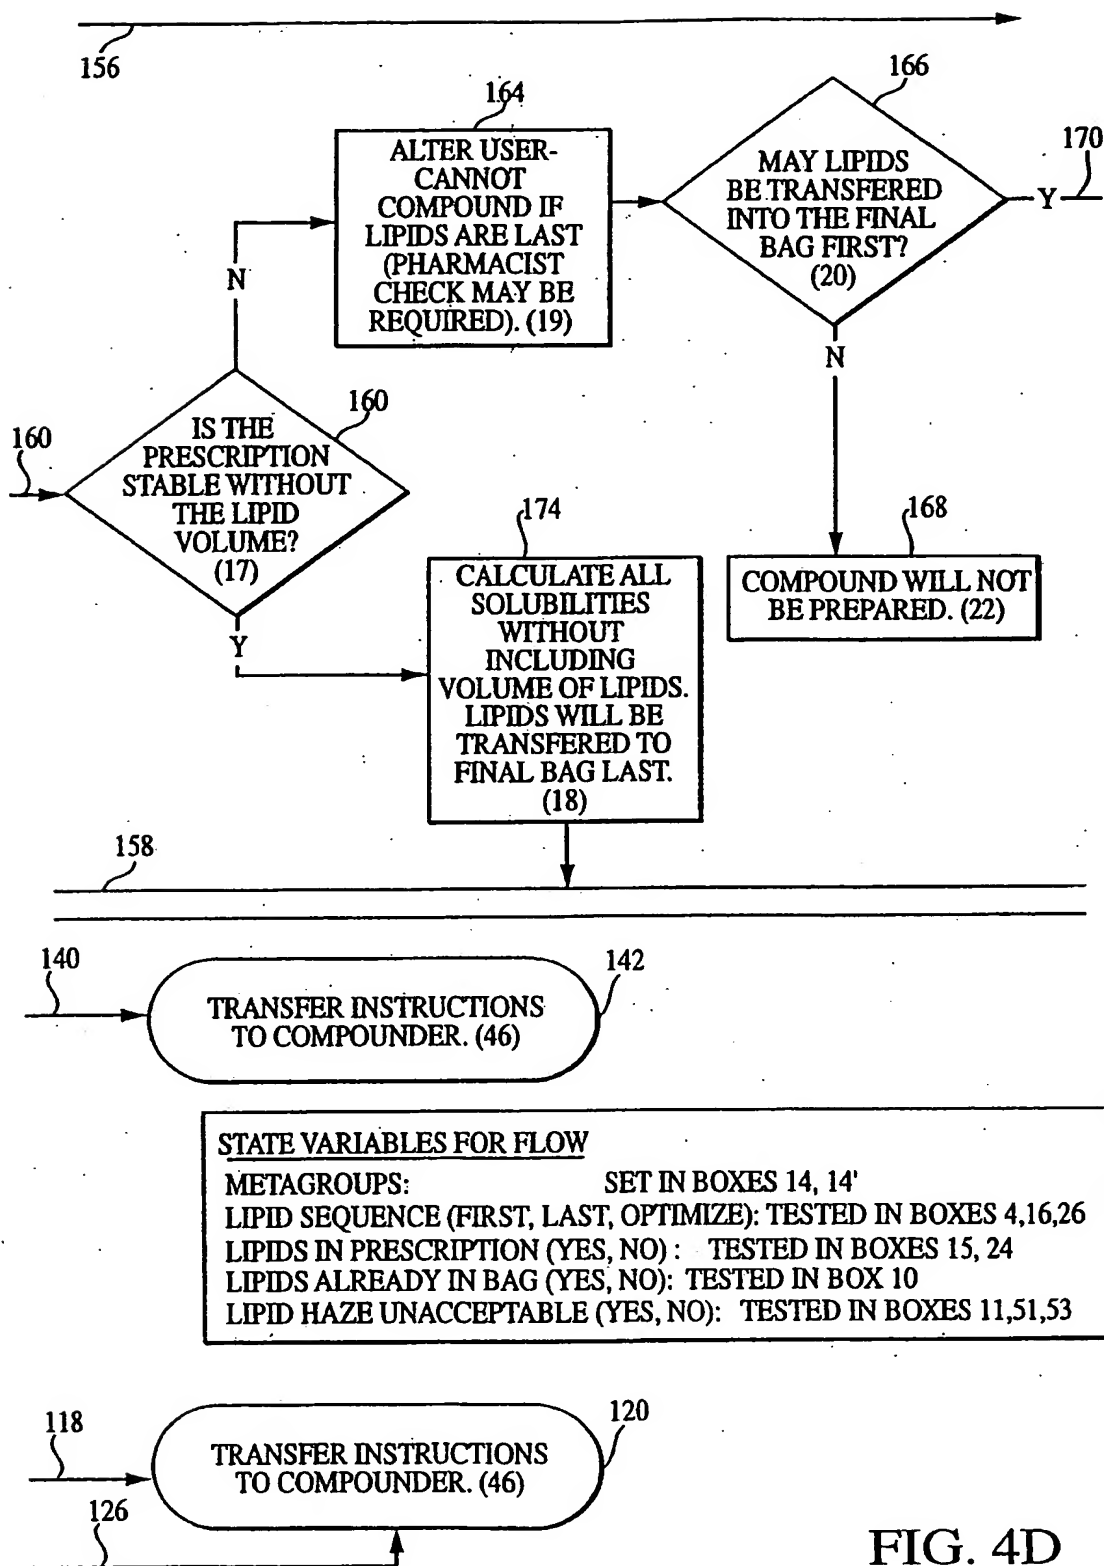 156
164
ALTER USER-
CANNOT
COMPOUND IF
LIPIDS ARE LAST
(PHARMACIST
CHECK MAY BE
REQUIRED). (19)
166
MAY LIPIDS
BE TRANSFERED
INTO THE FINAL
BAG FIRST?
(20)
Y
170
N
N
160
160
IS THE
PRESCRIPTION
STABLE WITHOUT
THE LIPID
VOLUME?
(17)
Y
174
CALCULATE ALL
SOLUBILITIES
WITHOUT
INCLUDING
VOLUME OF LIPIDS.
LIPIDS WILL BE
TRANSFERED TO
FINAL BAG LAST.
(18)
168
COMPOUND WILL NOT
BE PREPARED. (22)
158
140
142
TRANSFER INSTRUCTIONS
TO COMPOUNDER. (46)
STATE VARIABLES FOR FLOW
METAGROUPS: SET IN BOXES 14, 14'
LIPID SEQUENCE (FIRST, LAST, OPTIMIZE): TESTED IN BOXES 4,16,26
LIPIDS IN PRESCRIPTION (YES, NO) : TESTED IN BOXES 15, 24
LIPIDS ALREADY IN BAG (YES, NO): TESTED IN BOX 10
LIPID HAZE UNACCEPTABLE (YES, NO): TESTED IN BOXES 11,51,53
118
120
TRANSFER INSTRUCTIONS
TO COMPOUNDER. (46)
126
FIG. 4D